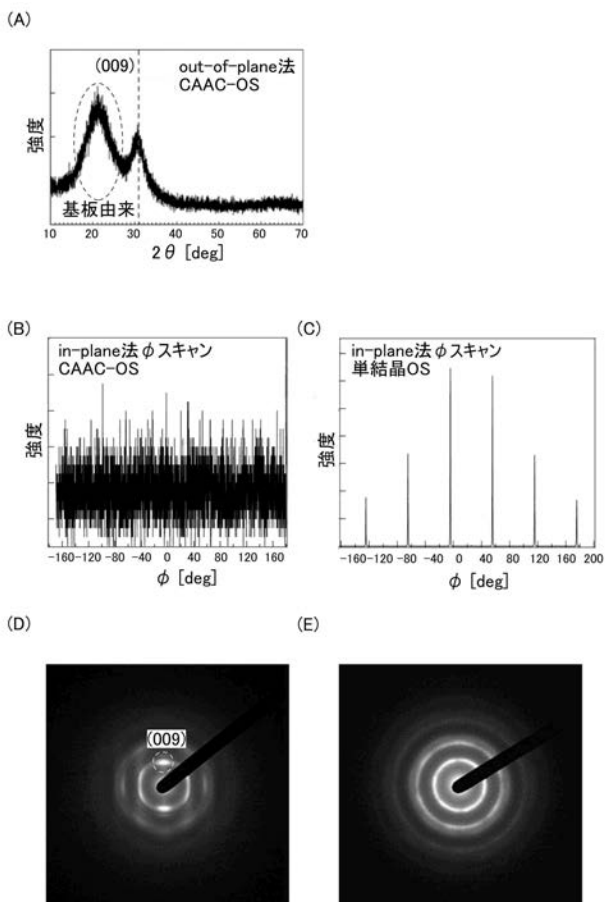 (A)
(009)
out-of-plane法
CAAC-OS
強度
基板由来
10 20 30 40 50 60 70
2θ [deg]
(B)
in-plane法φスキャン
CAAC-OS
強度
-160 -120 -80 -40 0 40 80 120 160
φ [deg]
(C)
in-plane法φスキャン
単結晶OS
強度
-160 -120 -80 -40 0 40 80 120 160 200
φ [deg]
(D)
(009)
(E)